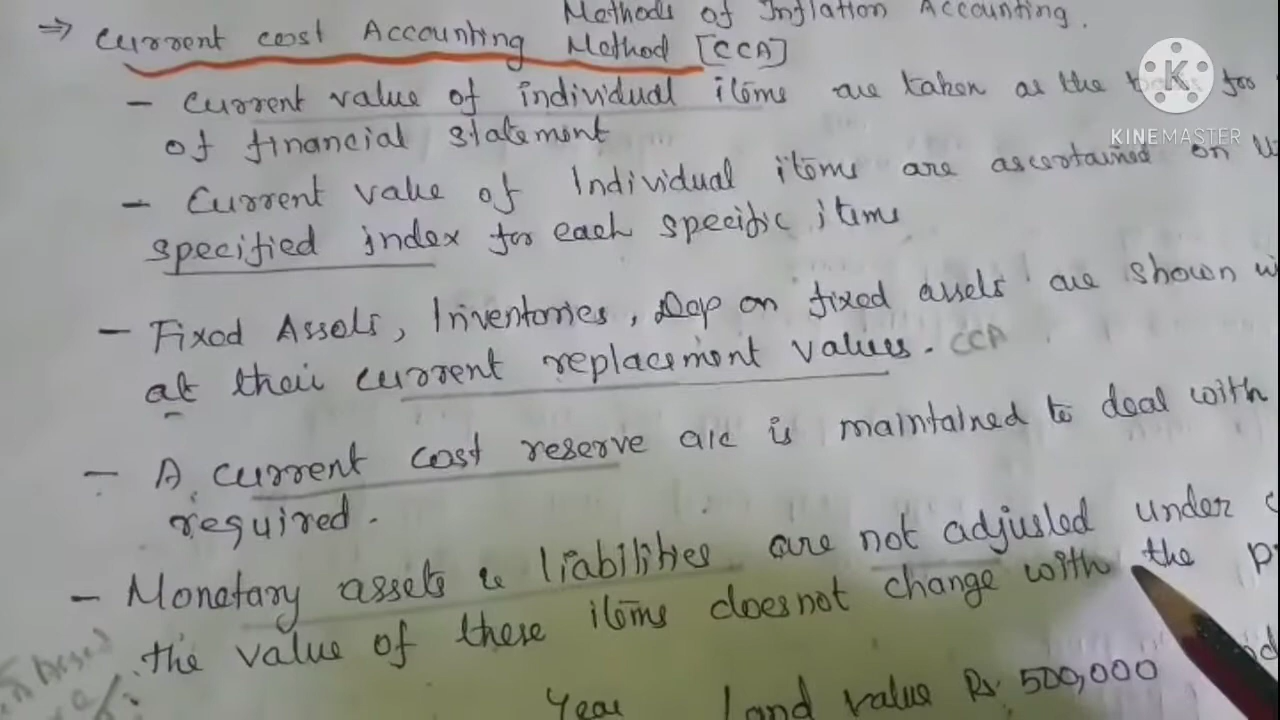 Methods of Inflation Accounting.
⇒ Current cost Accounting Method [CCA]
- Current value of individual items are taken as the for
of financial statement
- Current value of Individual items are ascertained on
specified index for each specific items
- Fixed Assets, Inventories, Dep on fixed assets are shown
at their current replacement values. CCA
- A current cost reserve a/c is maintained to deal with
required.
- Monetary assets & liabilities are not adjusted under
the value of these items doesnot change with the
Year Land value Rs. 500,000
K
KINEMASTER